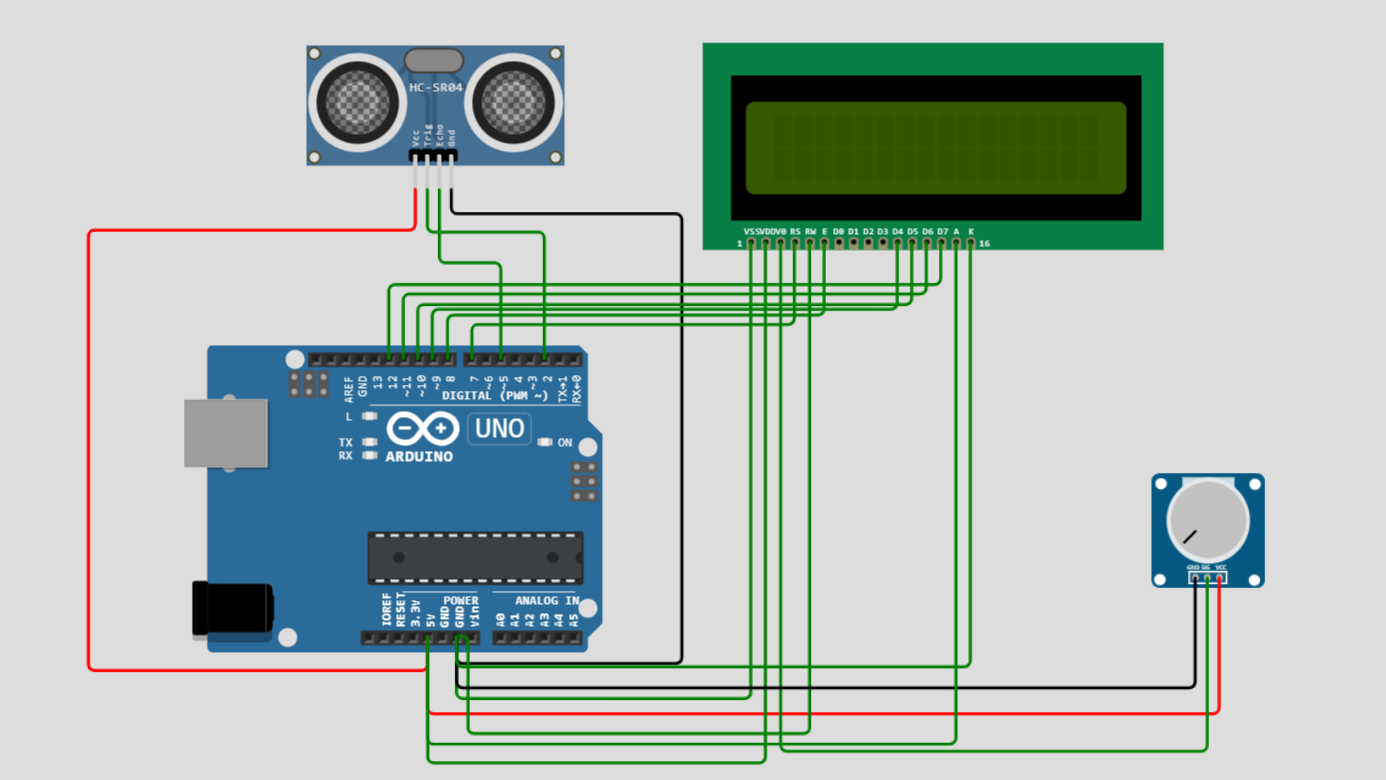 HC-SR04
Vcc
Trig
Echo
Gnd
VSS VDD V0 RS RW E D0 D1 D2 D3 D4 D5 D6 D7 A K
1 16
AREF
GND
13
12
~11
~10
~9
8
7
~6
~5
4
~3
2
TX→1
RX←0
DIGITAL (PWM ~)
L
UNO
TX
RX
ON
ARDUINO
POWER
ANALOG IN
IOREF
RESET
3.3V
5V
GND
GND
Vin
A0
A1
A2
A3
A4
A5
GND SIG VCC